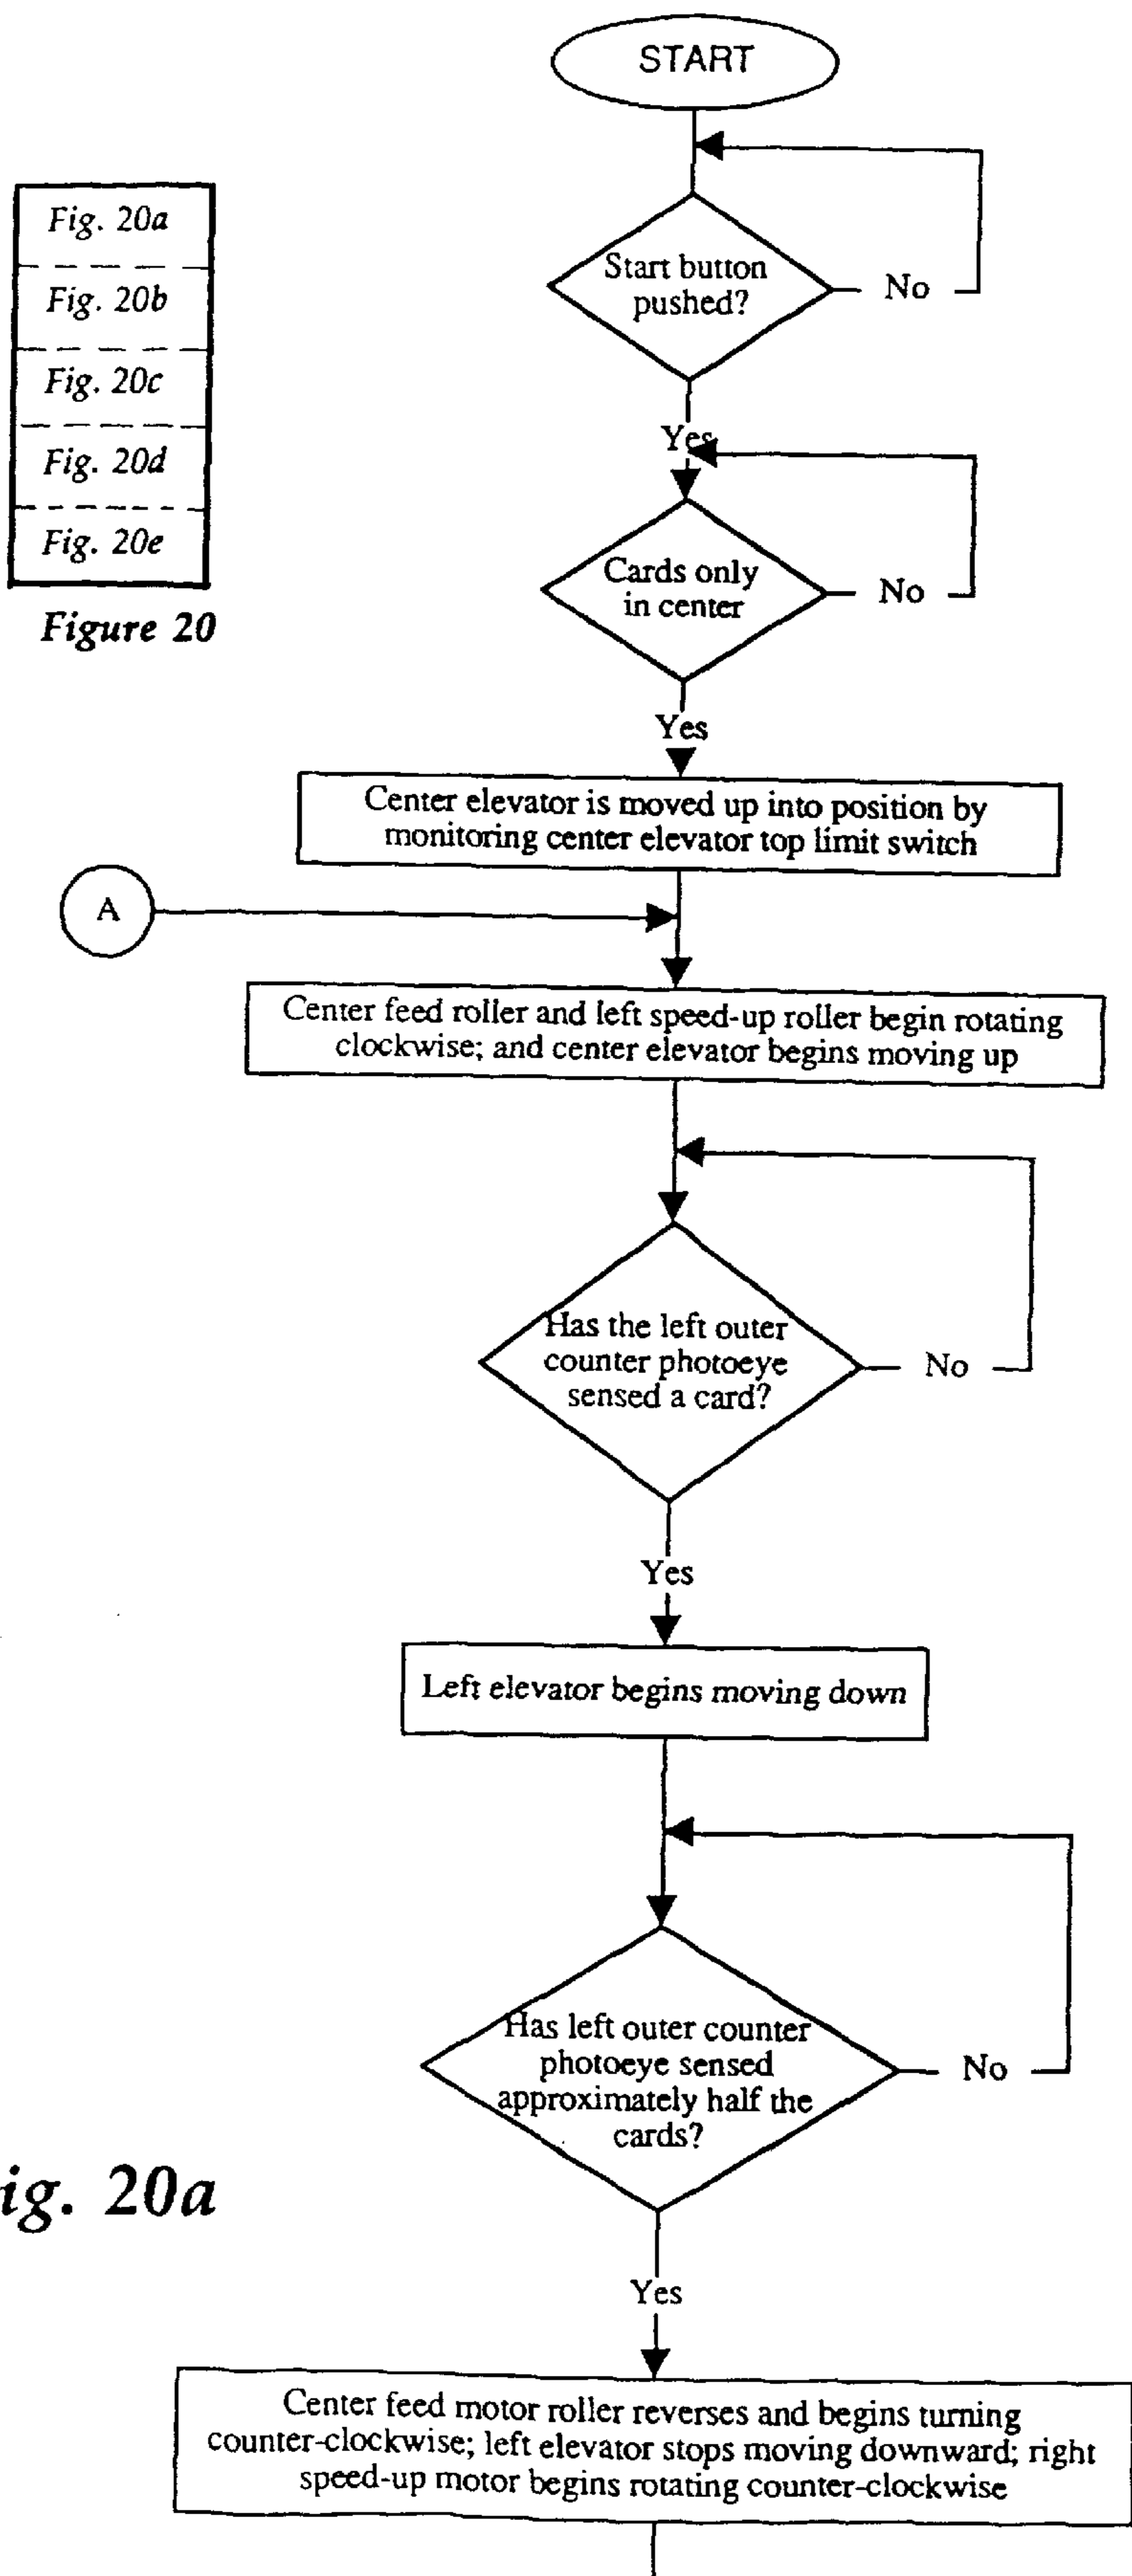 START
Start button
pushed?
No
Yes
Fig. 20a
Fig. 20b
Fig. 20c
Fig. 20d
Fig. 20e
Figure 20
Cards only
in center
No
Yes
Center elevator is moved up into position by
monitoring center elevator top limit switch
A
Center feed roller and left speed-up roller begin rotating
clockwise; and center elevator begins moving up
Has the left outer
counter photoeye
sensed a card?
No
Yes
Left elevator begins moving down
Has left outer counter
photoeye sensed
approximately half the
cards?
No
ig. 20a
Yes
Center feed motor roller reverses and begins turning
counter-clockwise; left elevator stops moving downward; right
speed-up motor begins rotating counter-clockwise